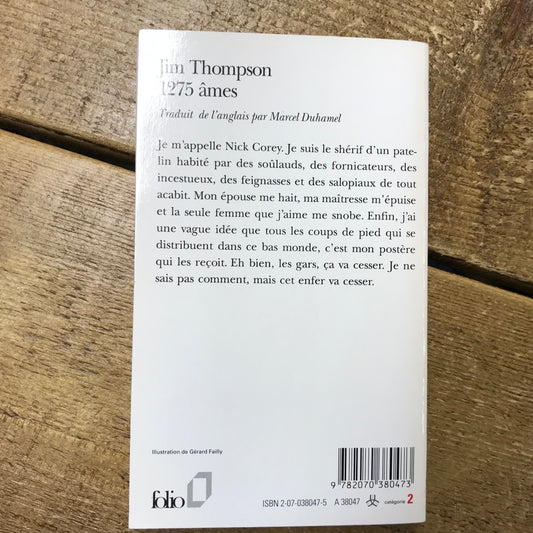 Jim Thompson
1275 âmes
Traduit de l'anglais par Marcel Duhamel
Je m'appelle Nick Corey. Je suis le shérif d'un pate-
lin habité par des soûlauds, des fornicateurs, des
incestueux, des feignasses et des salopiaux de tout
acabit. Mon épouse me hait, ma maîtresse m'épuise
et la seule femme que j'aime me snobe. Enfin, j'ai
une vague idée que tous les coups de pied qui se
distribuent dans ce bas monde, c'est mon postère
qui les reçoit. Eh bien, les gars, ça va cesser. Je ne
sais pas comment, mais cet enfer va cesser.
Illustration de Gérard Failly
9 782070 380473
folio
ISBN 2-07-038047-5 A 38047 catégorie 2